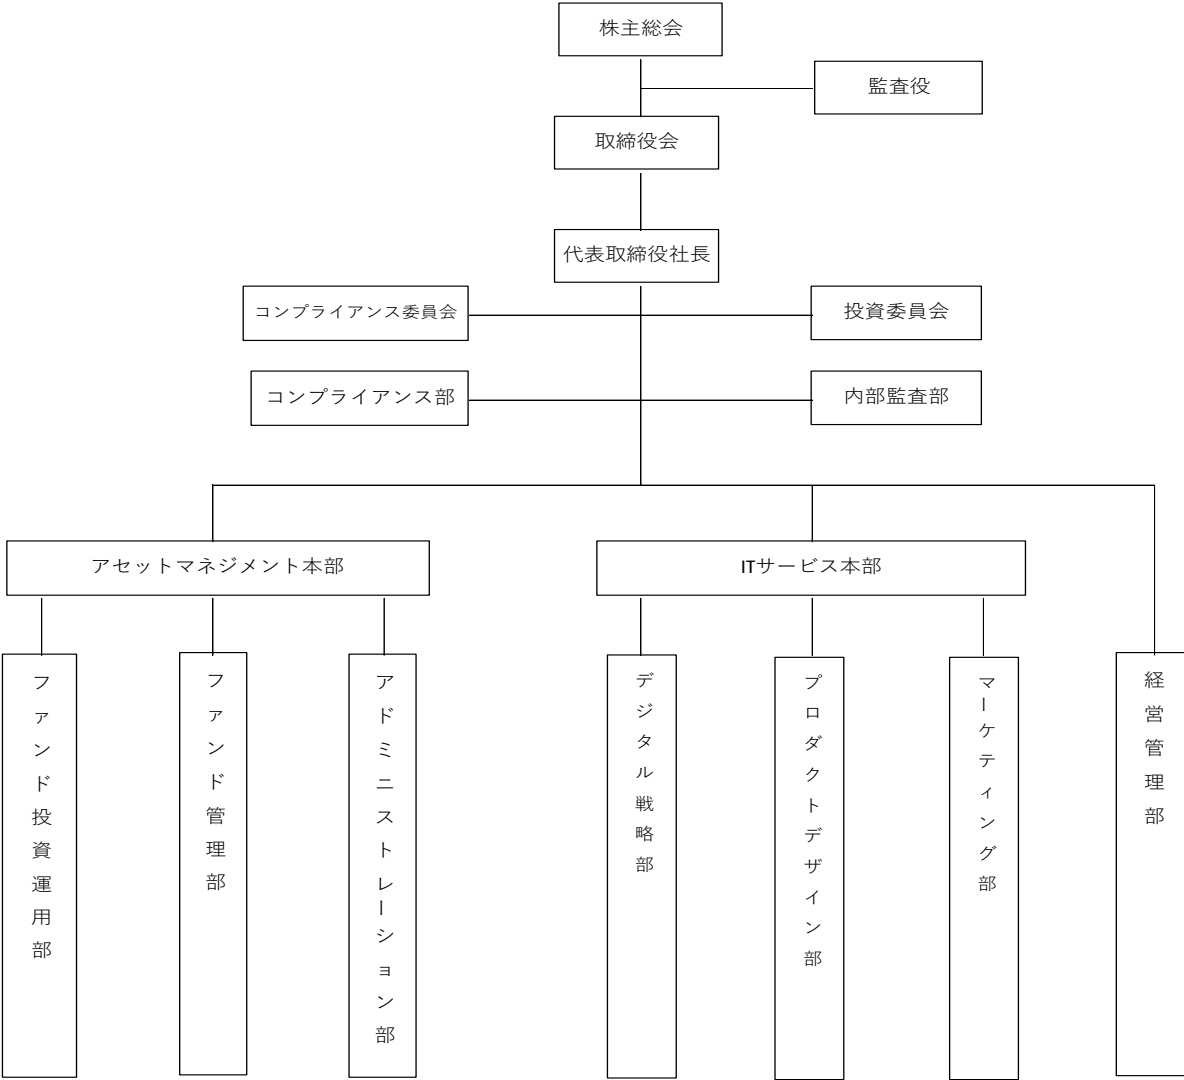 株主総会
監査役
取締役会
代表取締役社長
コンプライアンス委員会
投資委員会
コンプライアンス部
内部監査部
アセットマネジメント本部
ITサービス本部
ファンド投資運用部
ファンド管理部
アドミニストレーション部
デジタル戦略部
プロダクトデザイン部
マーケティング部
経営管理部